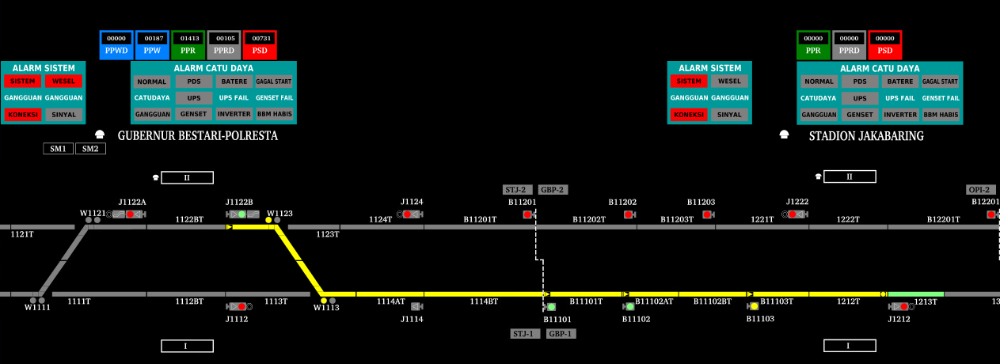 00000 00187 01413 00105 00731
PPWD PPW PPR PPRD PSD
00000 00000 00000
PPR PPRD PSD
ALARM SISTEM
SISTEM WESEL
GANGGUAN GANGGUAN
KONEKSI SINYAL
ALARM CATU DAYA
NORMAL PDS BATERE GAGAL START
CATUDAYA UPS UPS FAIL GENSET FAIL
GANGGUAN GENSET INVERTER BBM HABIS
ALARM SISTEM
SISTEM WESEL
GANGGUAN GANGGUAN
KONEKSI SINYAL
ALARM CATU DAYA
NORMAL PDS BATERE GAGAL START
CATUDAYA UPS UPS FAIL GENSET FAIL
GANGGUAN GENSET INVERTER BBM HABIS
GUBERNUR BESTARI-POLRESTA
STADION JAKABARING
SM1 SM2
II II
STJ-2 GBP-2 OPI-2
J1122A J1122B J1124 B11201 B11202 B11203 J1222 B12201
W1121 W1123
1122BT 1124T B11201T B11202T B11203T 1221T 1222T B12201T
1121T 1123T
1111T 1112BT 1113T 1114AT 1114BT B11101T B11102AT B11102BT B11103T 1212T 1213T 13
W1111 W1113
J1112 J1114 B11101 B11102 B11103 J1212
STJ-1 GBP-1
I I